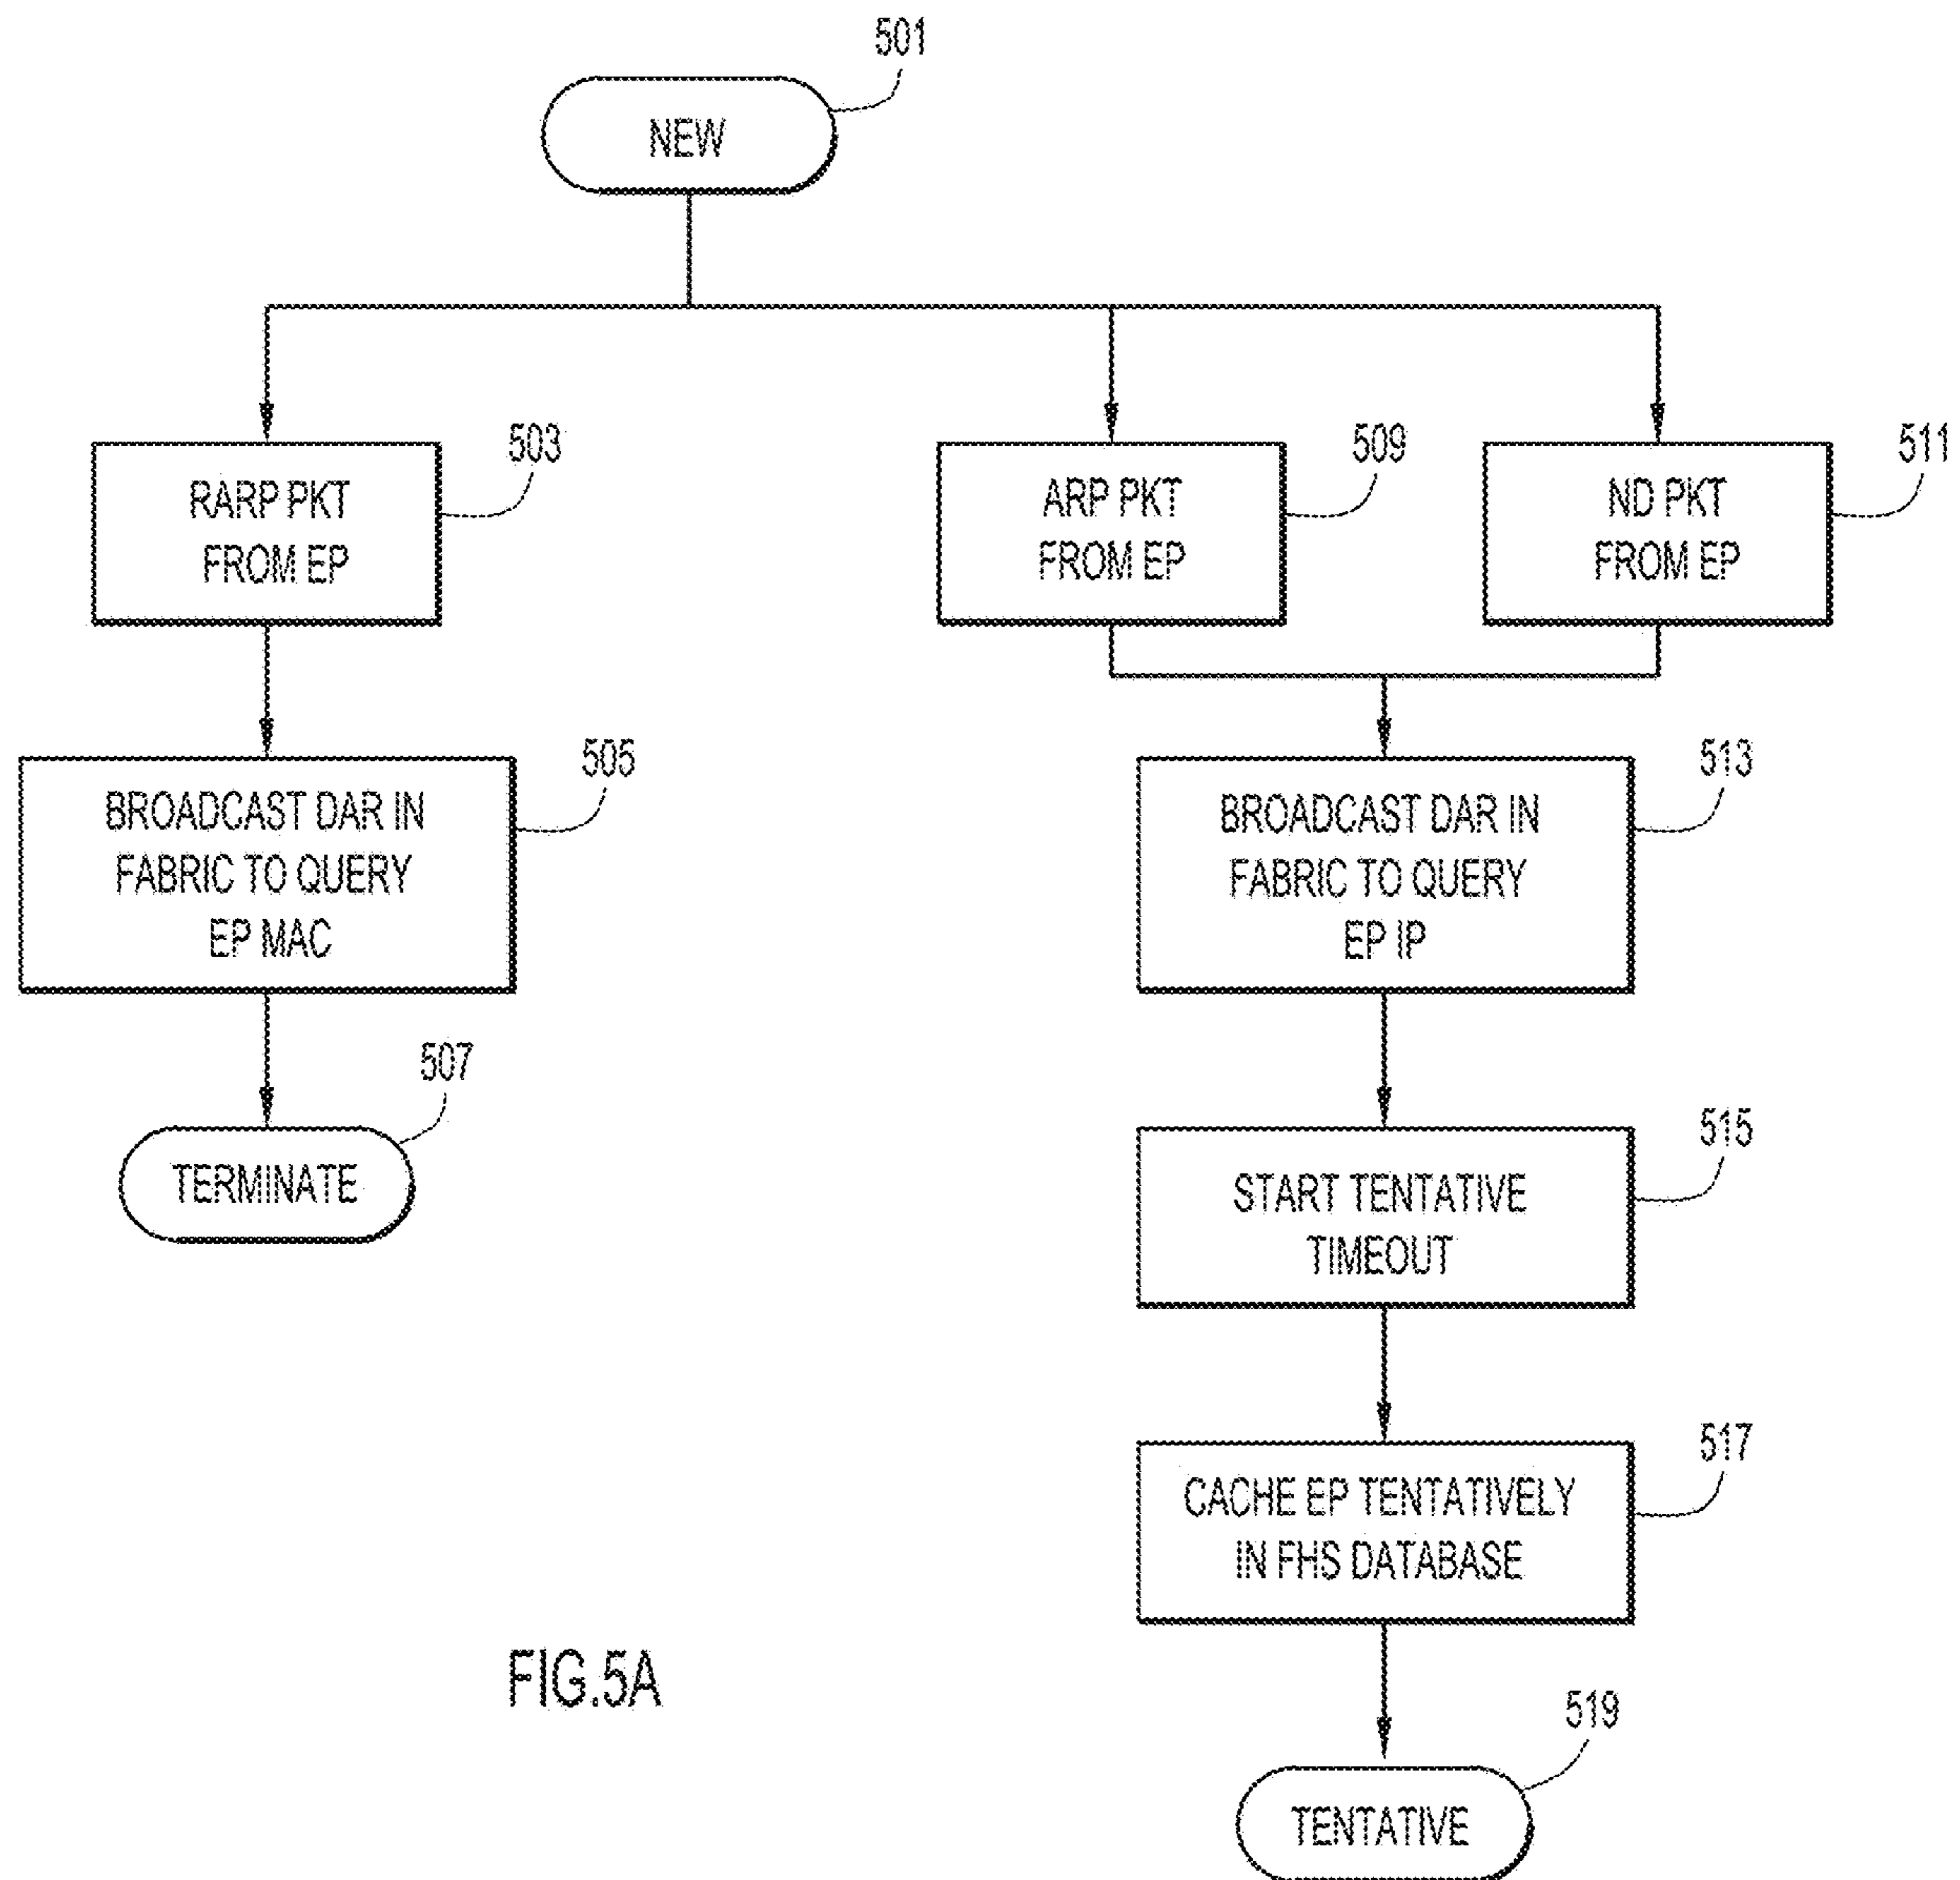 501
NEW
503
RARP PKT
FROM EP
509
ARP PKT
FROM EP
511
ND PKT
FROM EP
505
BROADCAST DAR IN
FABRIC TO QUERY
EP MAC
513
BROADCAST DAR IN
FABRIC TO QUERY
EP IP
507
TERMINATE
515
START TENTATIVE
TIMEOUT
517
CACHE EP TENTATIVELY
IN FHS DATABASE
FIG.5A
519
TENTATIVE